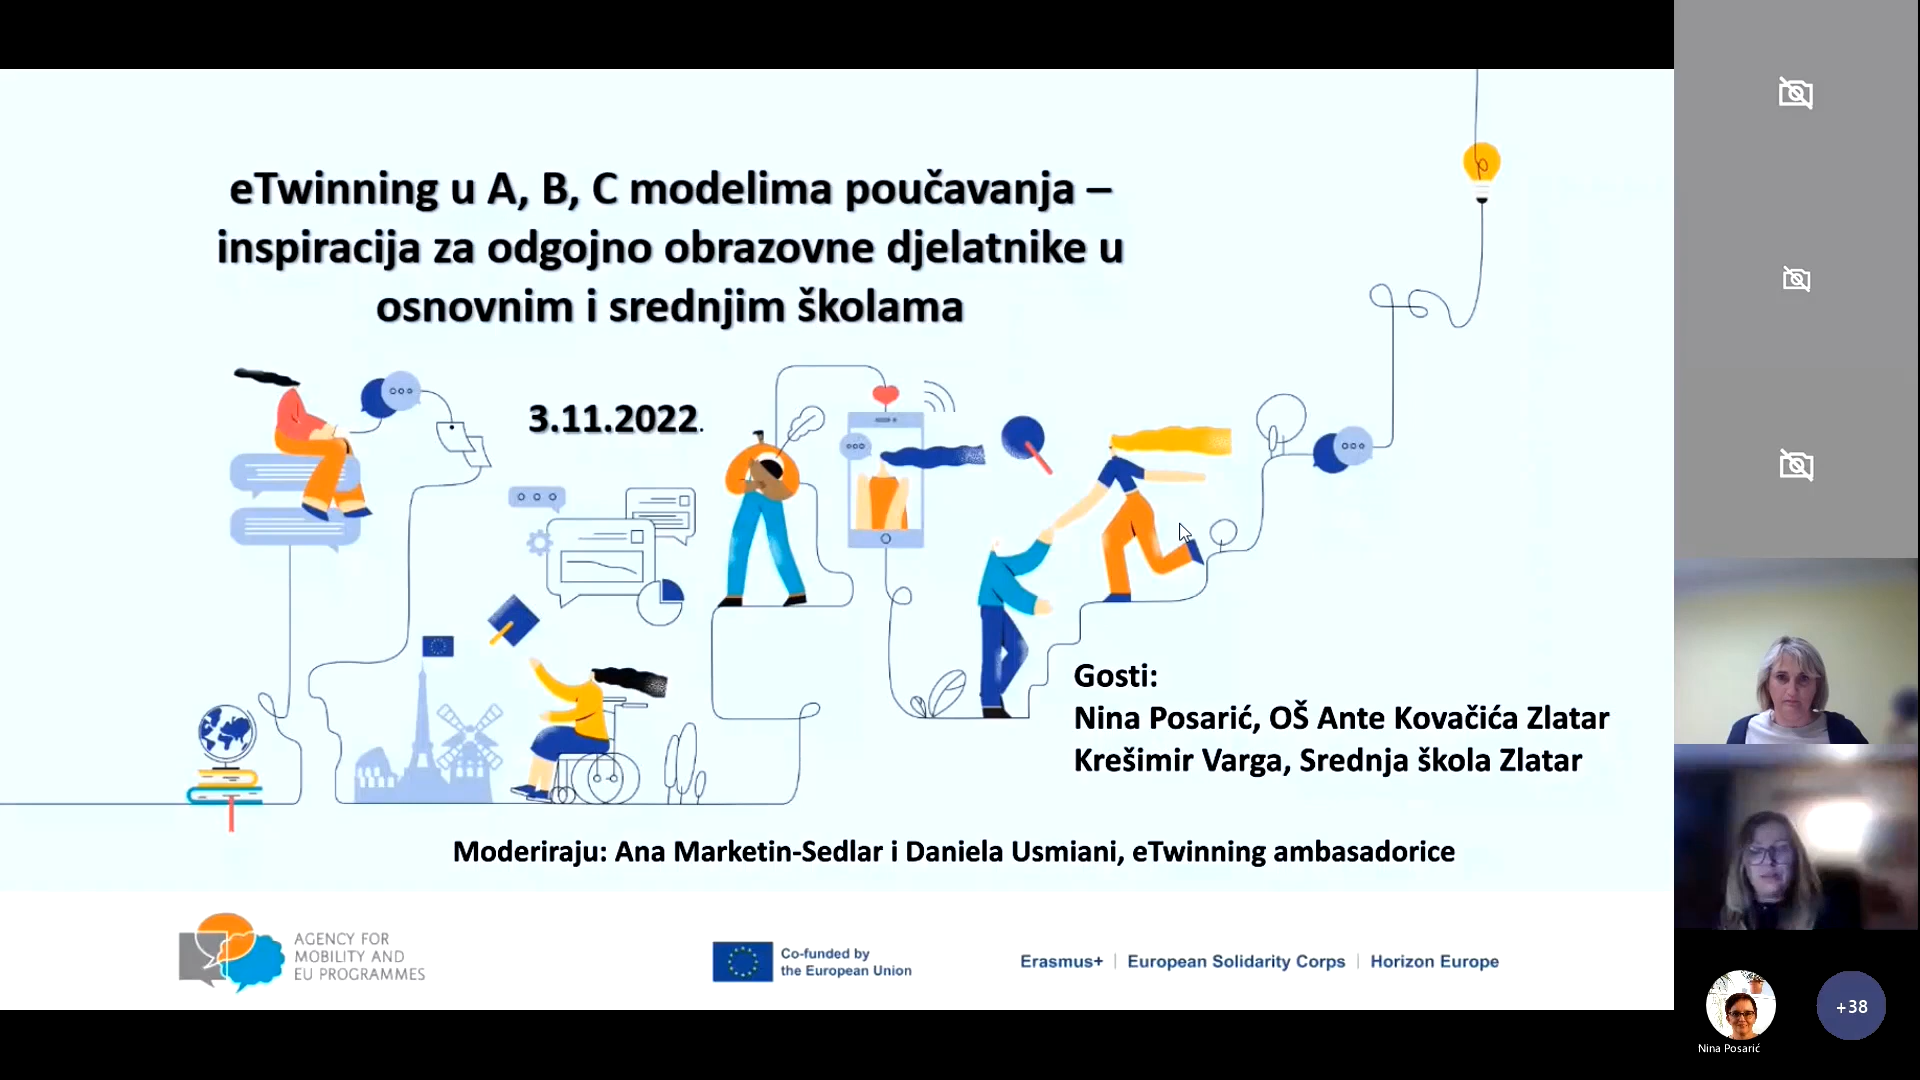 eTwinning u A, B, C modelima poučavanja –
inspiracija za odgojno obrazovne djelatnike u
osnovnim i srednjim školama
3.11.2022.
Gosti:
Nina Posarić, OŠ Ante Kovačića Zlatar
Krešimir Varga, Srednja škola Zlatar
Moderiraju: Ana Marketin-Sedlar i Daniela Usmiani, eTwinning ambasadorice
AGENCY FOR
MOBILITY AND
EU PROGRAMMES
Co-funded by
the European Union
Erasmus+ | European Solidarity Corps | Horizon Europe
+38
Nina Posarić